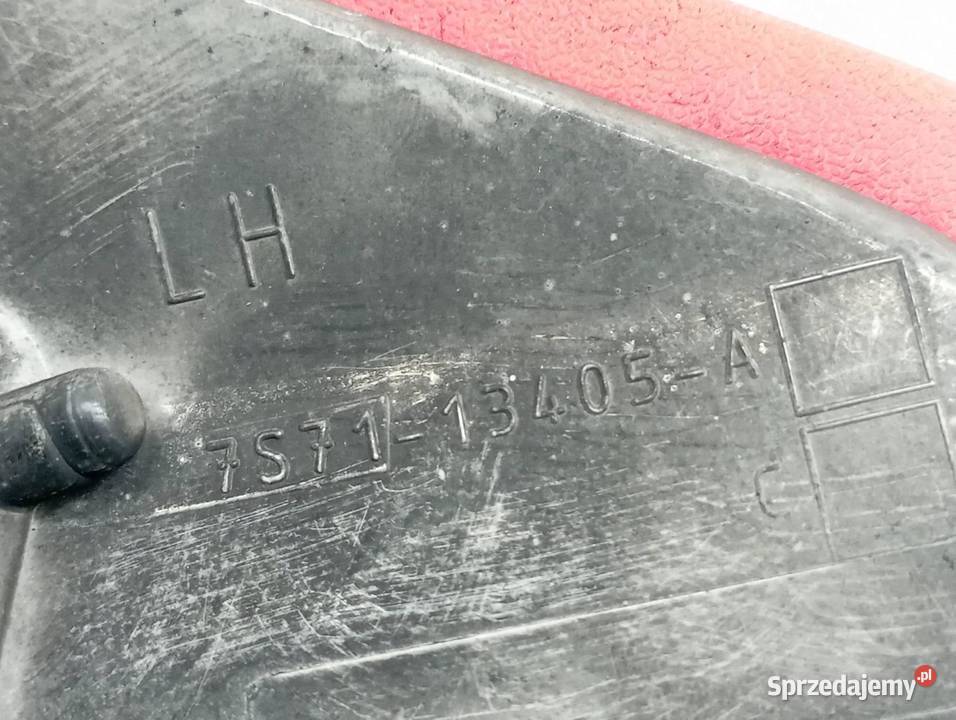 LH
7S71-13405-A
C
Sprzedajemy.pl